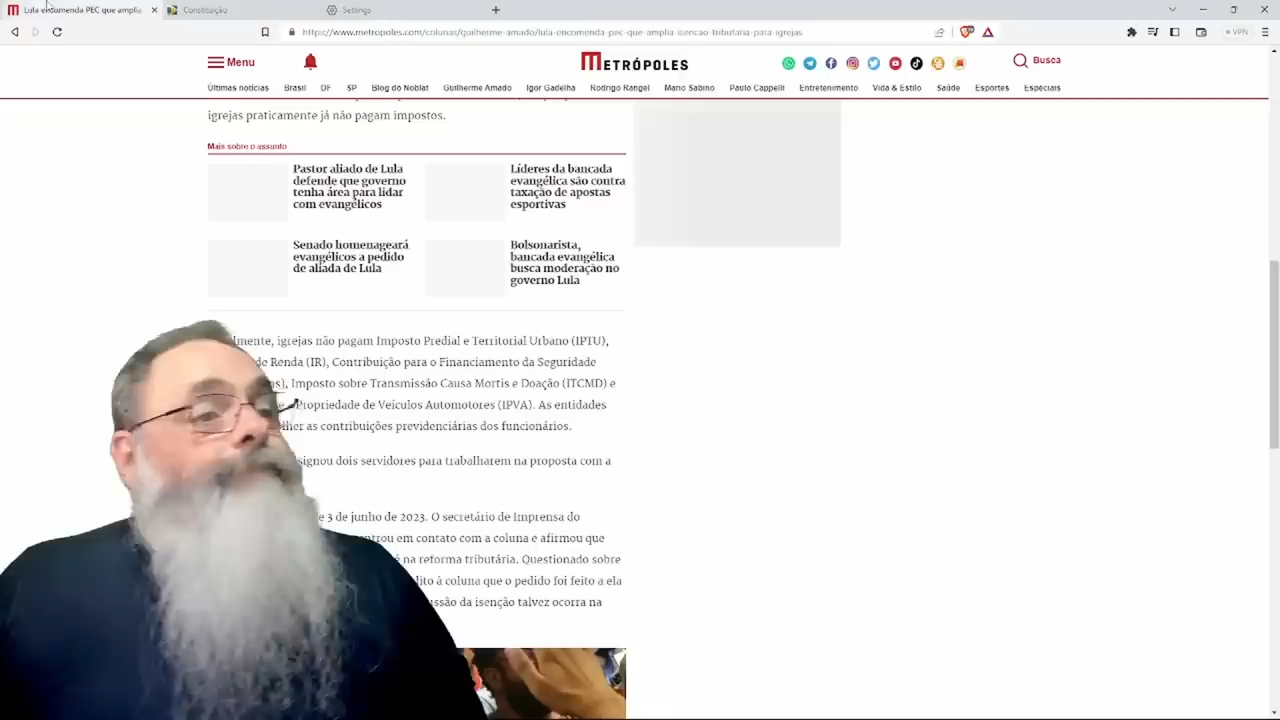 Lula encomenda PEC que amplia
Constituição
Settings
https://www.metropoles.com/colunas/guilherme-amado/lula-encomenda-pec-que-amplia-isencao-tributaria-para-igrejas
VPN
Menu
METRÓPOLES
Busca
Últimas notícias Brasil DF SP Blog do Noblat Guilherme Amado Igor Gadelha Rodrigo Rangel Mario Sabino Paulo Cappelli Entretenimento Vida & Estilo Saúde Esportes Especiais
igrejas praticamente já não pagam impostos.
Mais sobre o assunto
Pastor aliado de Lula
defende que governo
tenha área para lidar
com evangélicos
Líderes da bancada
evangélica são contra
taxação de apostas
esportivas
Senado homenageará
evangélicos a pedido
de aliada de Lula
Bolsonarista,
bancada evangélica
busca moderação no
governo Lula
igrejas não pagam Imposto Predial e Territorial Urbano (IPTU),
de Renda (IR), Contribuição para o Financiamento da Seguridade
Imposto sobre Transmissão Causa Mortis e Doação (ITCMD) e
Propriedade de Veículos Automotores (IPVA). As entidades
as contribuições previdenciárias dos funcionários.
dois servidores para trabalharem na proposta com a
3 de junho de 2023. O secretário de Imprensa do
em contato com a coluna e afirmou que
na reforma tributária. Questionado sobre
à coluna que o pedido foi feito a ela
da isenção talvez ocorra na